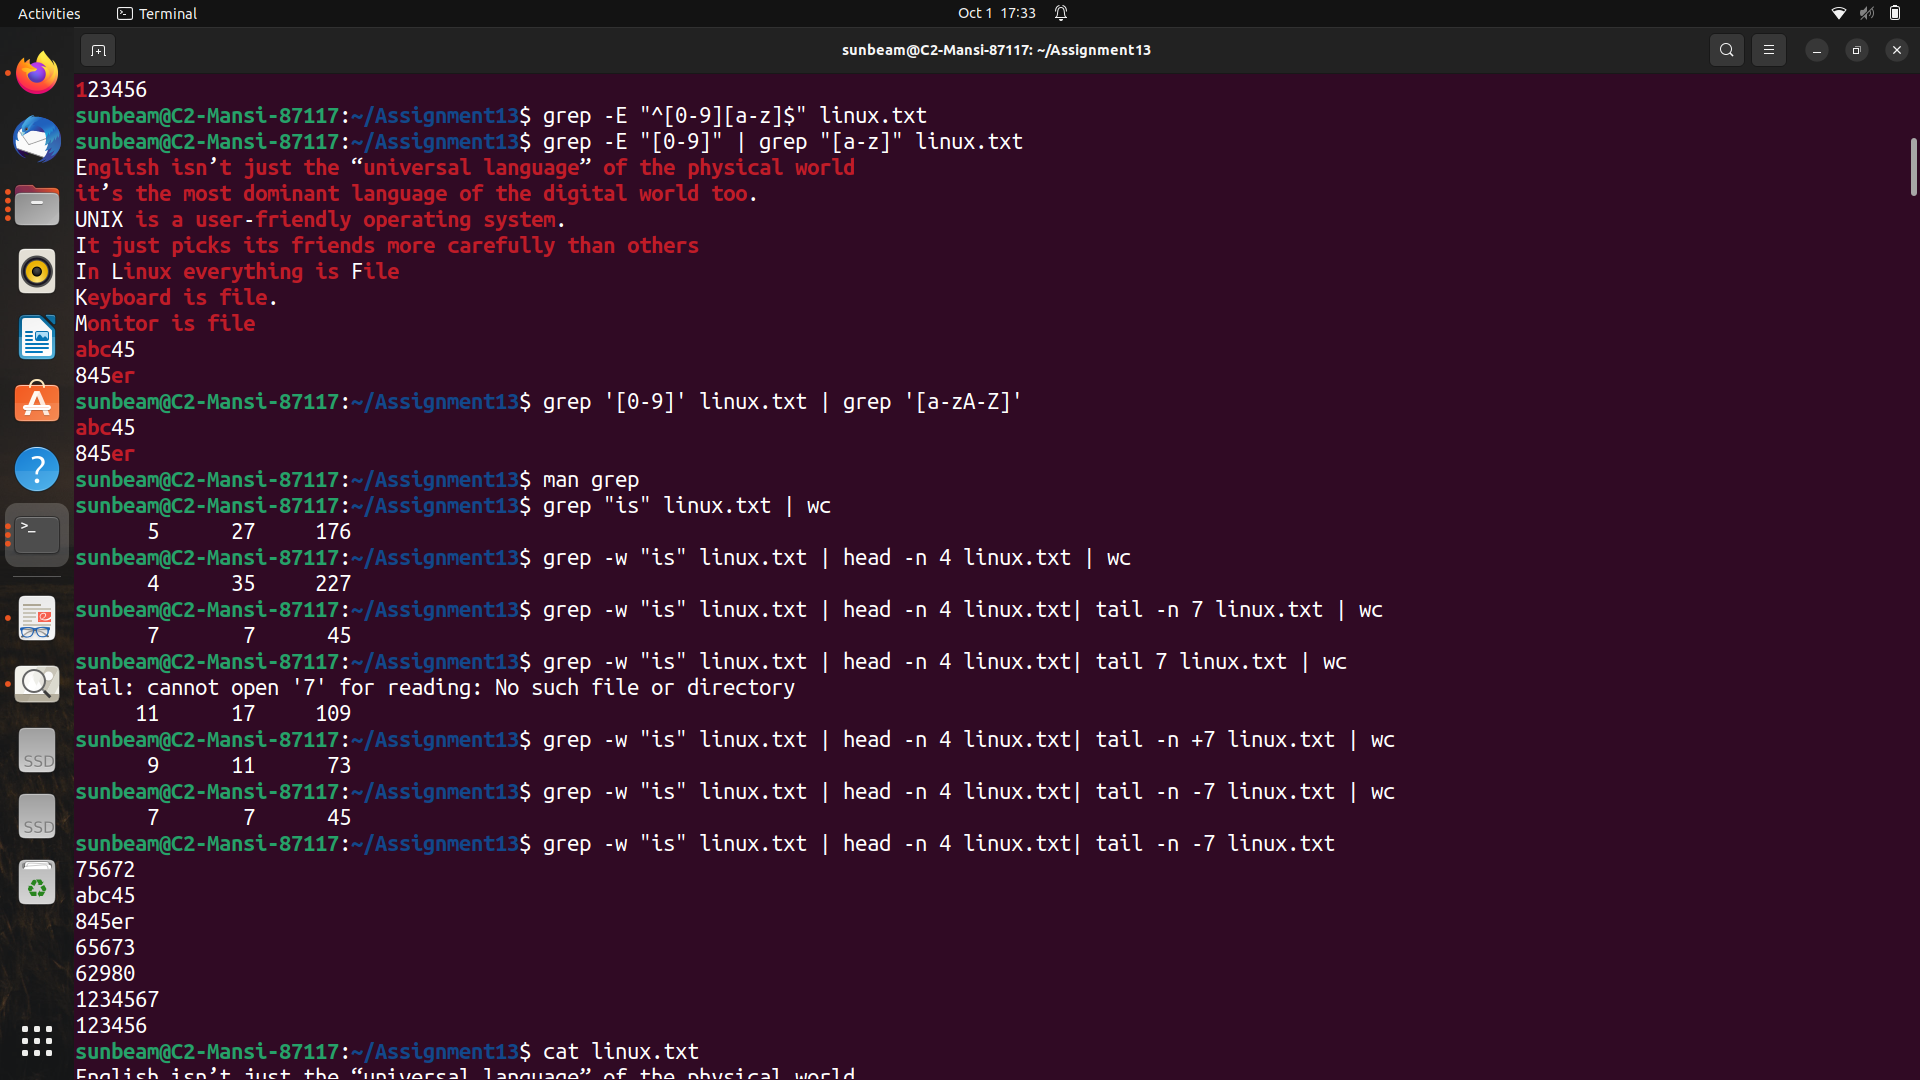 Activities
Terminal
Oct 1 17:33
sunbeam@C2-Mansi-87117: ~/Assignment13
123456
sunbeam@C2-Mansi-87117:~/Assignment13$ grep -E "^[0-9][a-z]$" linux.txt
sunbeam@C2-Mansi-87117:~/Assignment13$ grep -E "[0-9]" | grep "[a-z]" linux.txt
English isn’t just the “universal language” of the physical world
it’s the most dominant language of the digital world too.
UNIX is a user-friendly operating system.
It just picks its friends more carefully than others
In Linux everything is File
Keyboard is file.
Monitor is file
abc45
845er
sunbeam@C2-Mansi-87117:~/Assignment13$ grep '[0-9]' linux.txt | grep '[a-zA-Z]'
abc45
845er
sunbeam@C2-Mansi-87117:~/Assignment13$ man grep
sunbeam@C2-Mansi-87117:~/Assignment13$ grep "is" linux.txt | wc
      5      27     176
sunbeam@C2-Mansi-87117:~/Assignment13$ grep -w "is" linux.txt | head -n 4 linux.txt | wc
      4      35     227
sunbeam@C2-Mansi-87117:~/Assignment13$ grep -w "is" linux.txt | head -n 4 linux.txt| tail -n 7 linux.txt | wc
      7       7      45
sunbeam@C2-Mansi-87117:~/Assignment13$ grep -w "is" linux.txt | head -n 4 linux.txt| tail 7 linux.txt | wc
tail: cannot open '7' for reading: No such file or directory
     11      17     109
sunbeam@C2-Mansi-87117:~/Assignment13$ grep -w "is" linux.txt | head -n 4 linux.txt| tail -n +7 linux.txt | wc
      9      11      73
sunbeam@C2-Mansi-87117:~/Assignment13$ grep -w "is" linux.txt | head -n 4 linux.txt| tail -n -7 linux.txt | wc
      7       7      45
sunbeam@C2-Mansi-87117:~/Assignment13$ grep -w "is" linux.txt | head -n 4 linux.txt| tail -n -7 linux.txt
75672
abc45
845er
65673
62980
1234567
123456
sunbeam@C2-Mansi-87117:~/Assignment13$ cat linux.txt
English isn’t just the “universal language” of the physical world
SSD
SSD